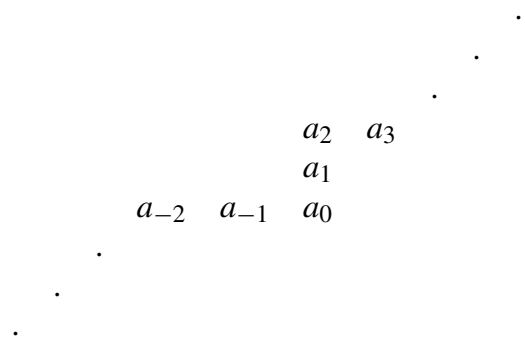 .
.
.
a₂ a₃
a₁
a₋₂ a₋₁ a₀
.
.
.